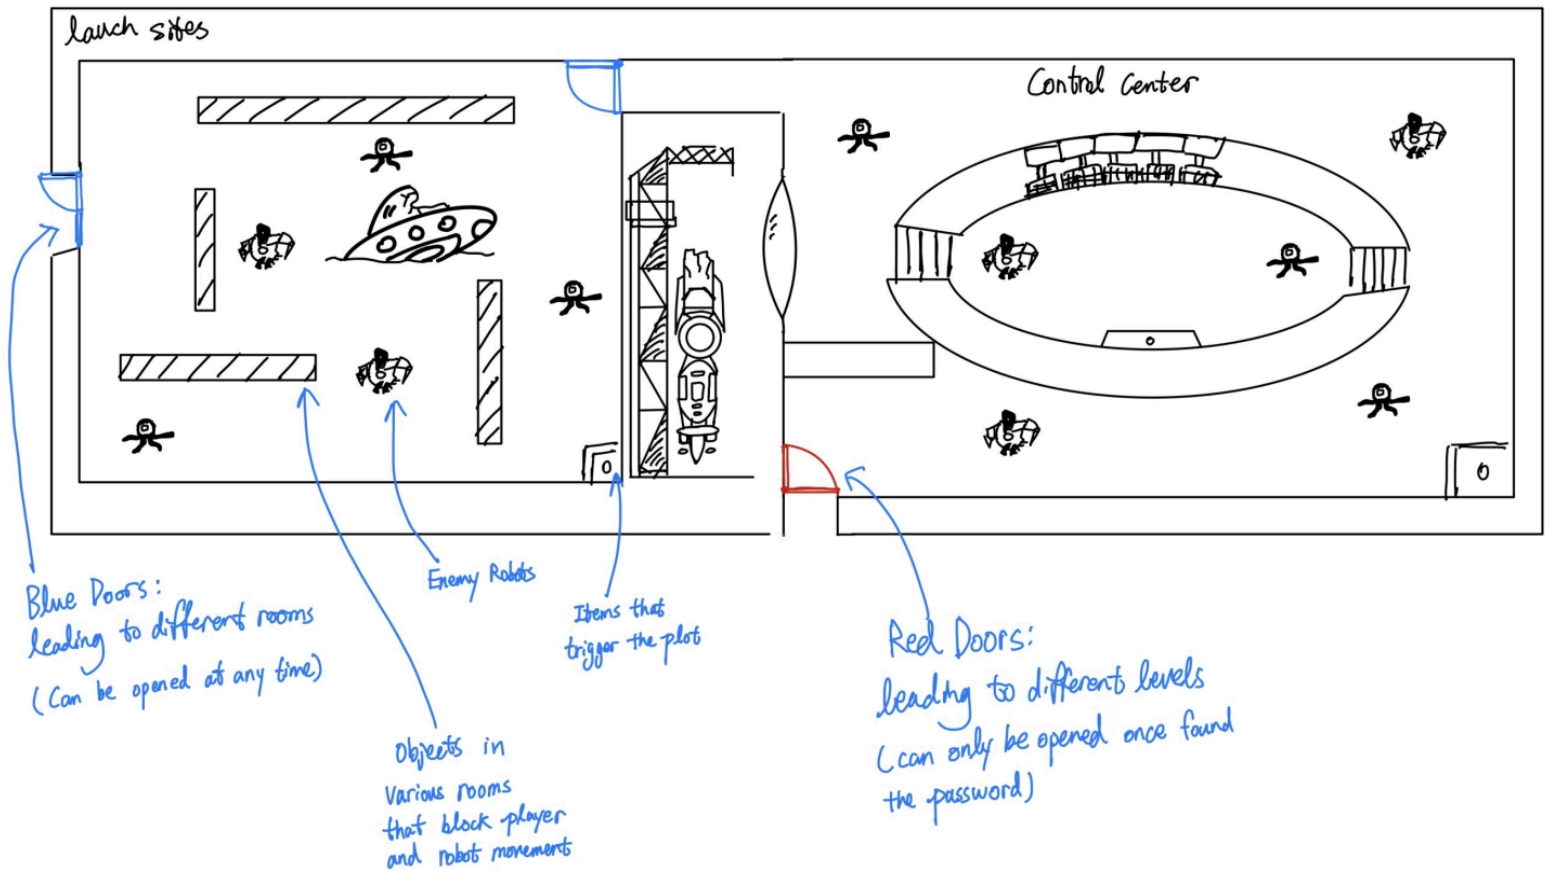 lauch sites
Control Center
Blue Doors:
leading to different rooms
(Can be opened at any time)
Enemy Robots
Items that
trigger the plot
Objects in
various rooms
that block player
and robot movement
Red Doors:
leading to different levels
(can only be opened once found
the password)